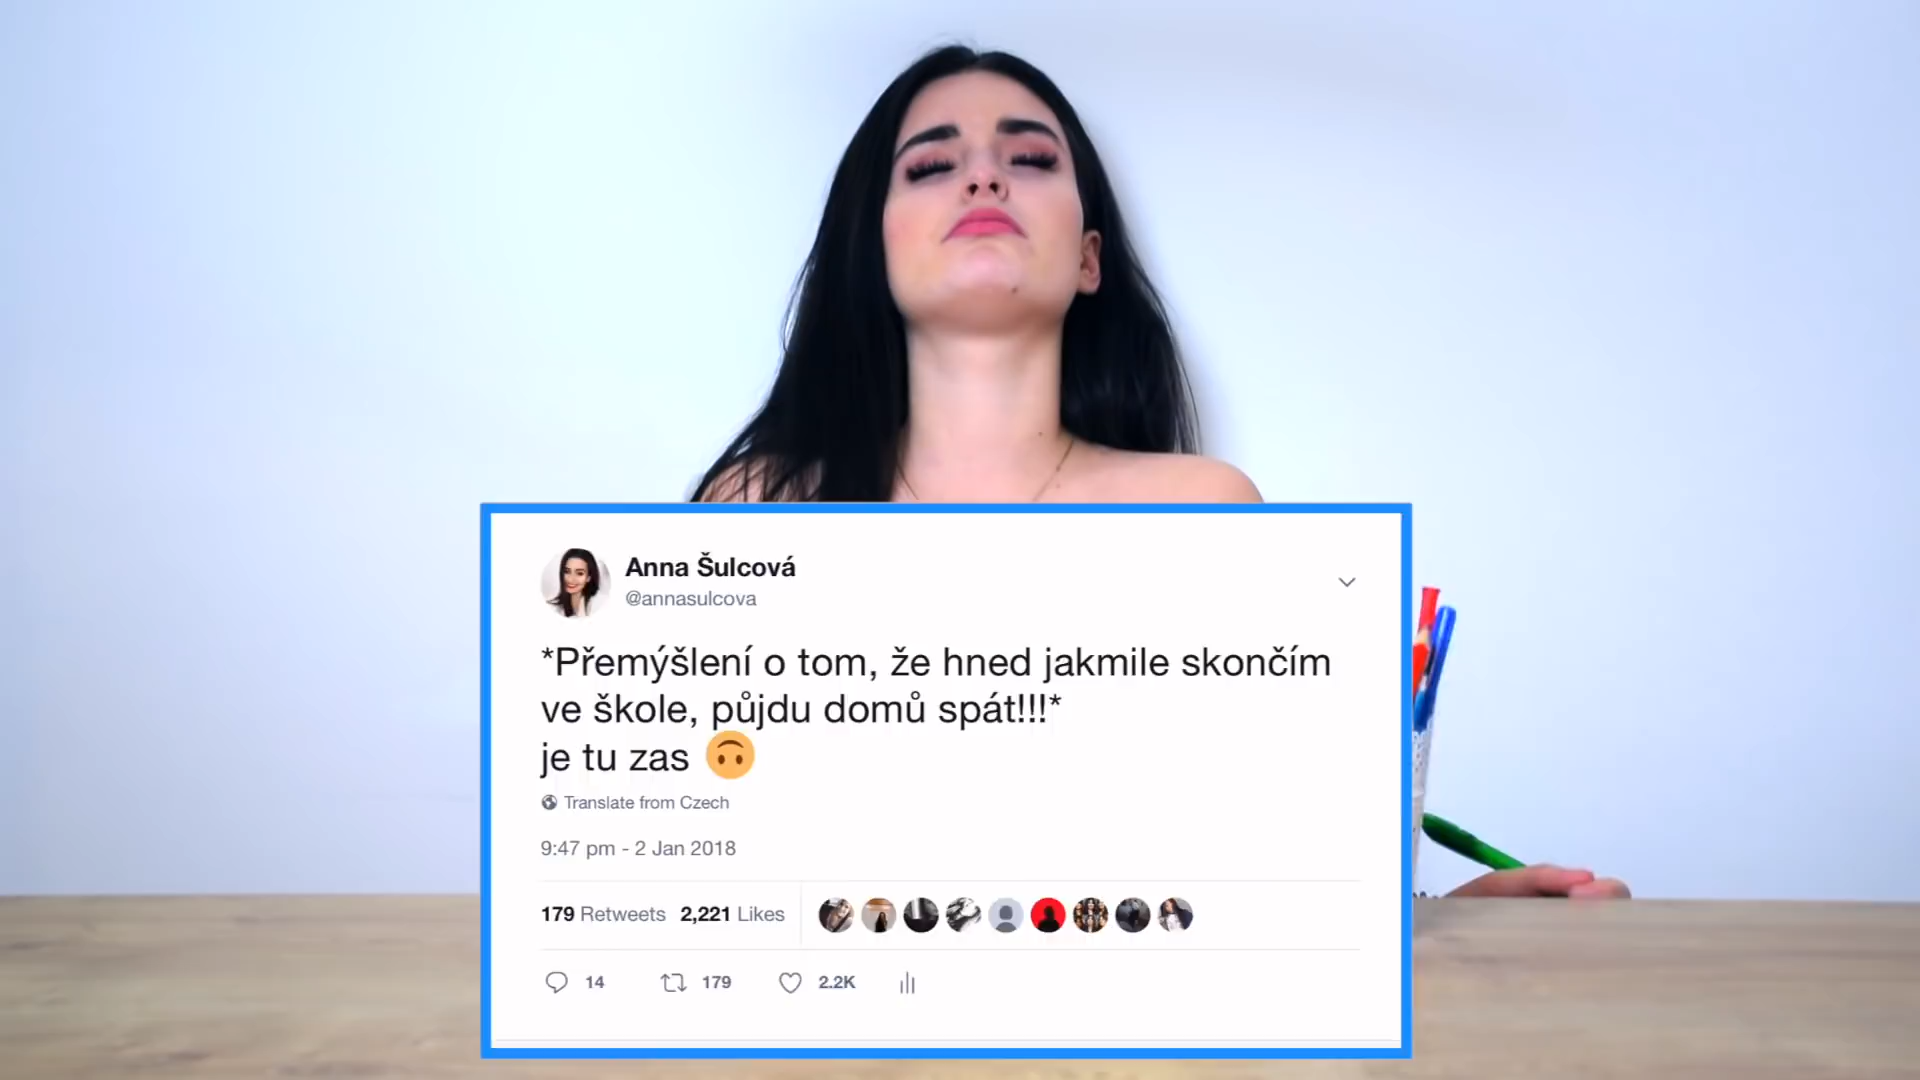 Anna Šulcová
@annasulcova
*Přemýšlení o tom, že hned jakmile skončím
ve škole, půjdu domů spát!!!*
je tu zas 🙃
Translate from Czech
9:47 pm - 2 Jan 2018
179 Retweets 2,221 Likes
14 179 2.2K